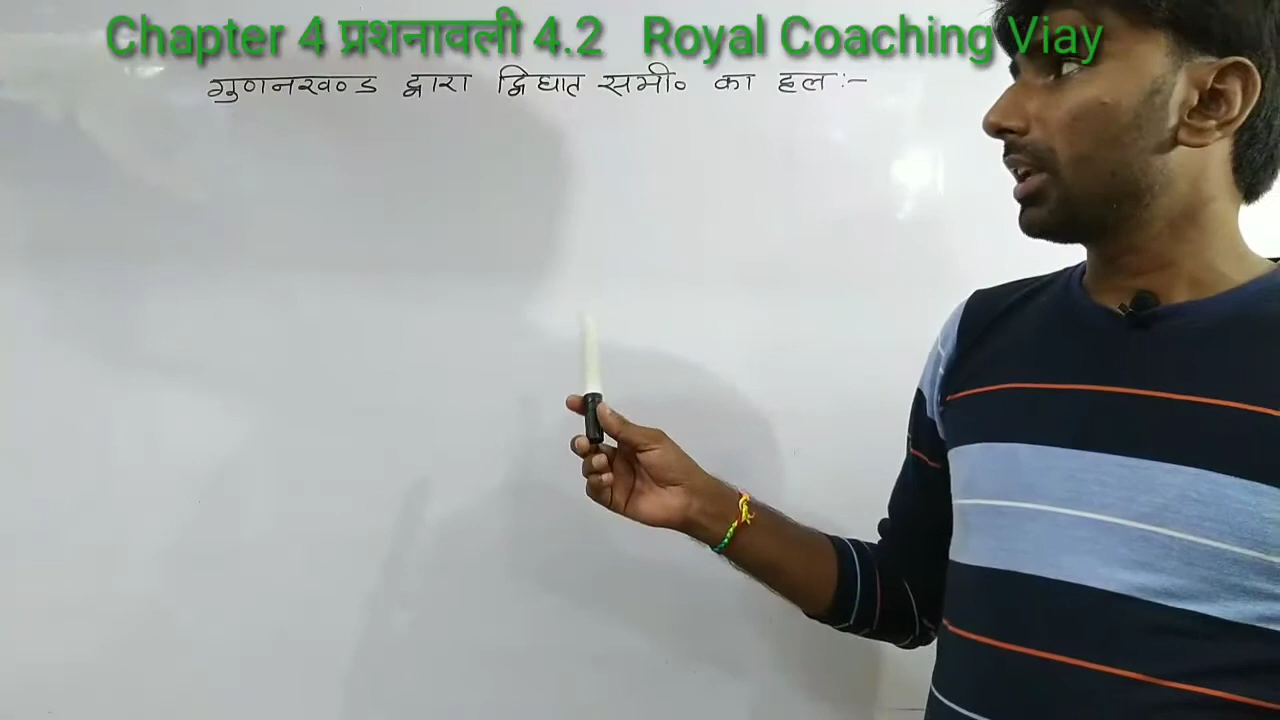 Chapter 4 प्रशनावली 4.2 Royal Coaching Viay
गुणनखण्ड द्वारा द्विघात समी० का हल:-